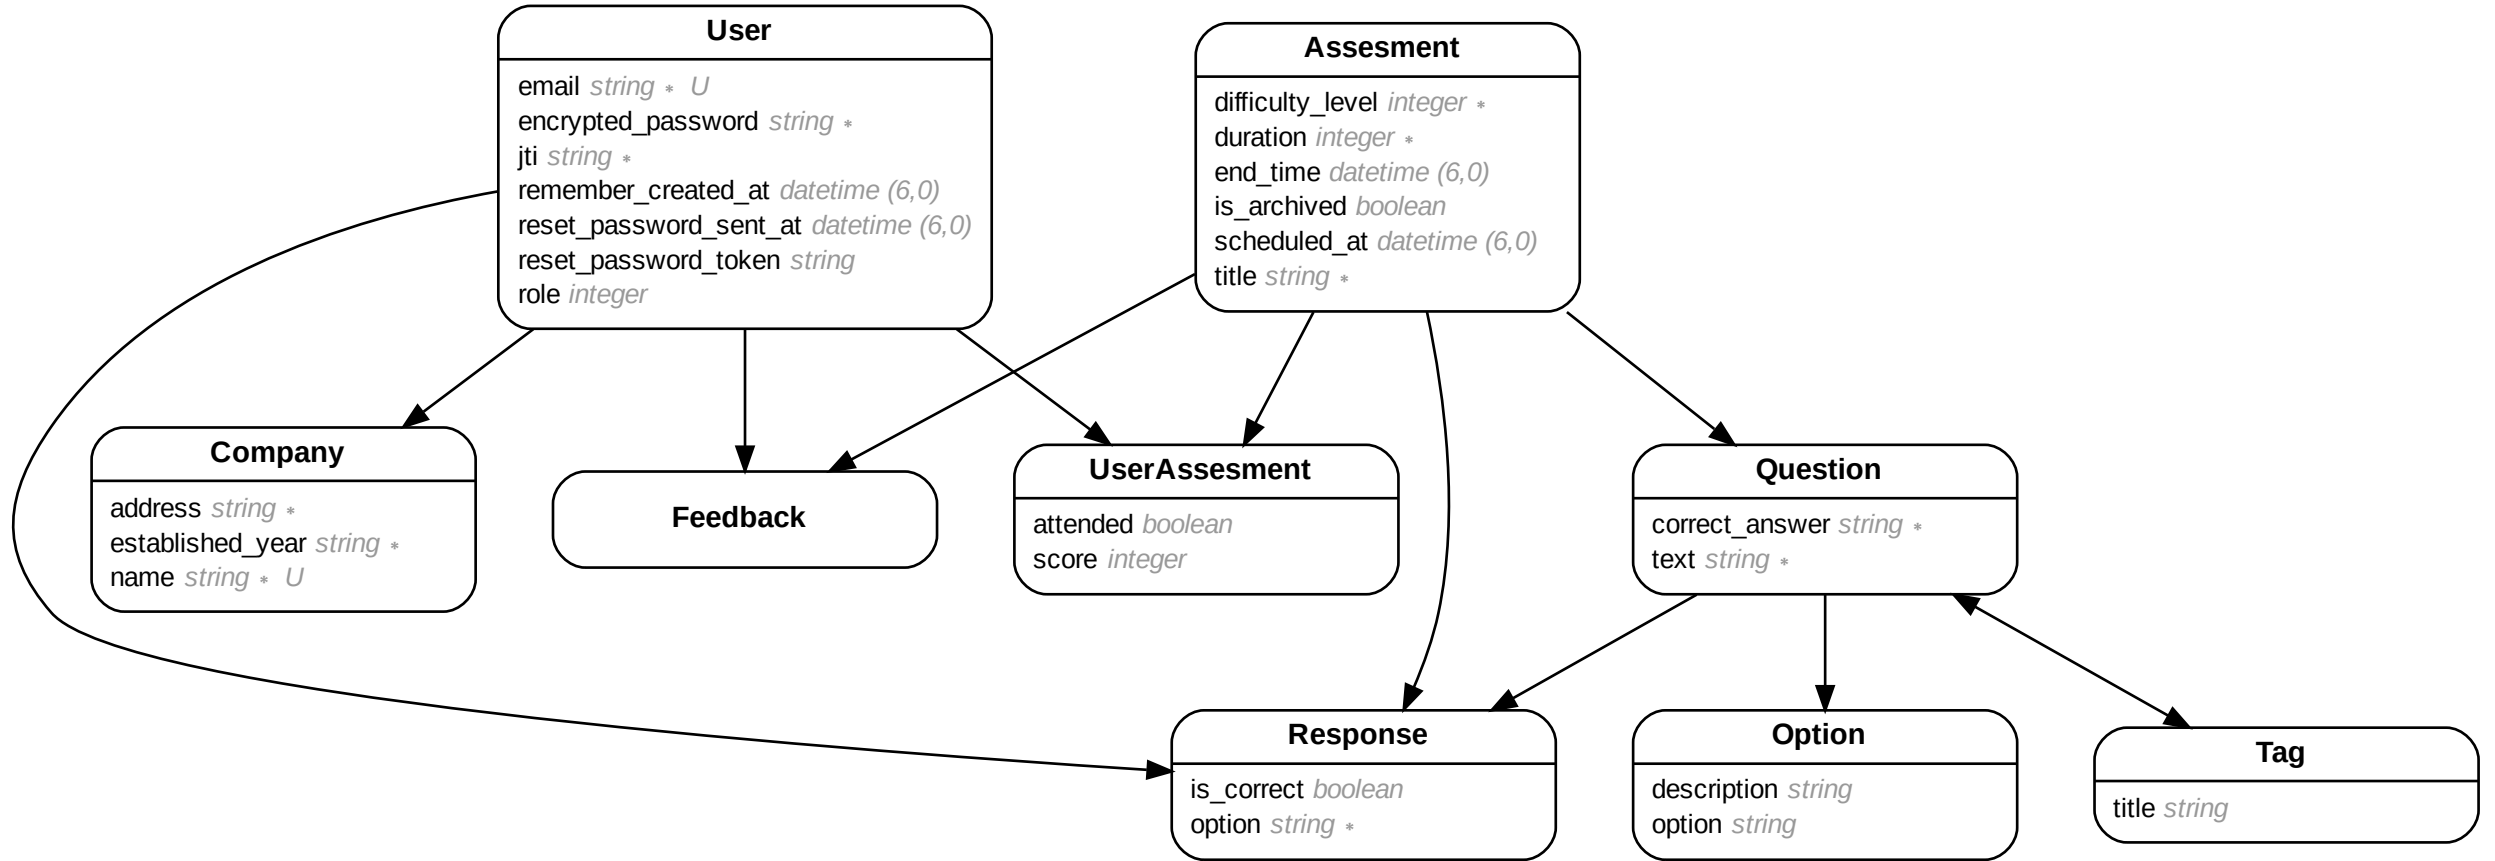 User
email string * U
encrypted_password string *
jti string *
remember_created_at datetime (6,0)
reset_password_sent_at datetime (6,0)
reset_password_token string
role integer
Assesment
difficulty_level integer *
duration integer *
end_time datetime (6,0)
is_archived boolean
scheduled_at datetime (6,0)
title string *
Company
address string *
established_year string *
name string * U
Feedback
UserAssesment
attended boolean
score integer
Question
correct_answer string *
text string *
Response
is_correct boolean
option string *
Option
description string
option string
Tag
title string